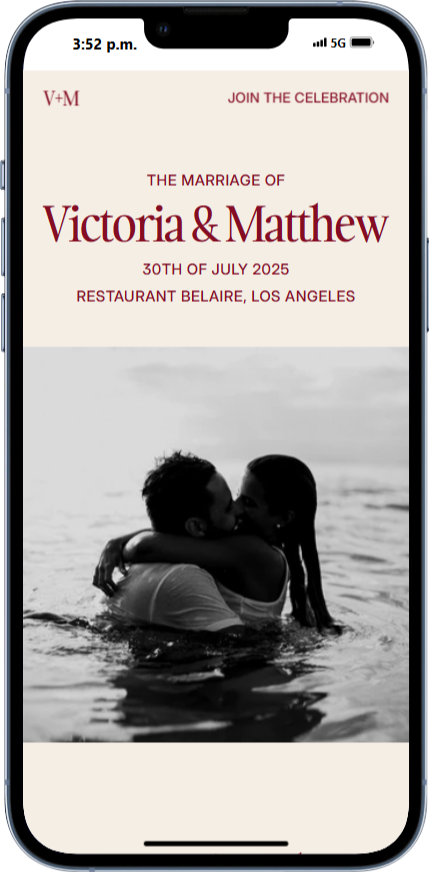 3:52 p.m.
5G
V+M
JOIN THE CELEBRATION
THE MARRIAGE OF
Victoria & Matthew
30TH OF JULY 2025
RESTAURANT BELAIRE, LOS ANGELES